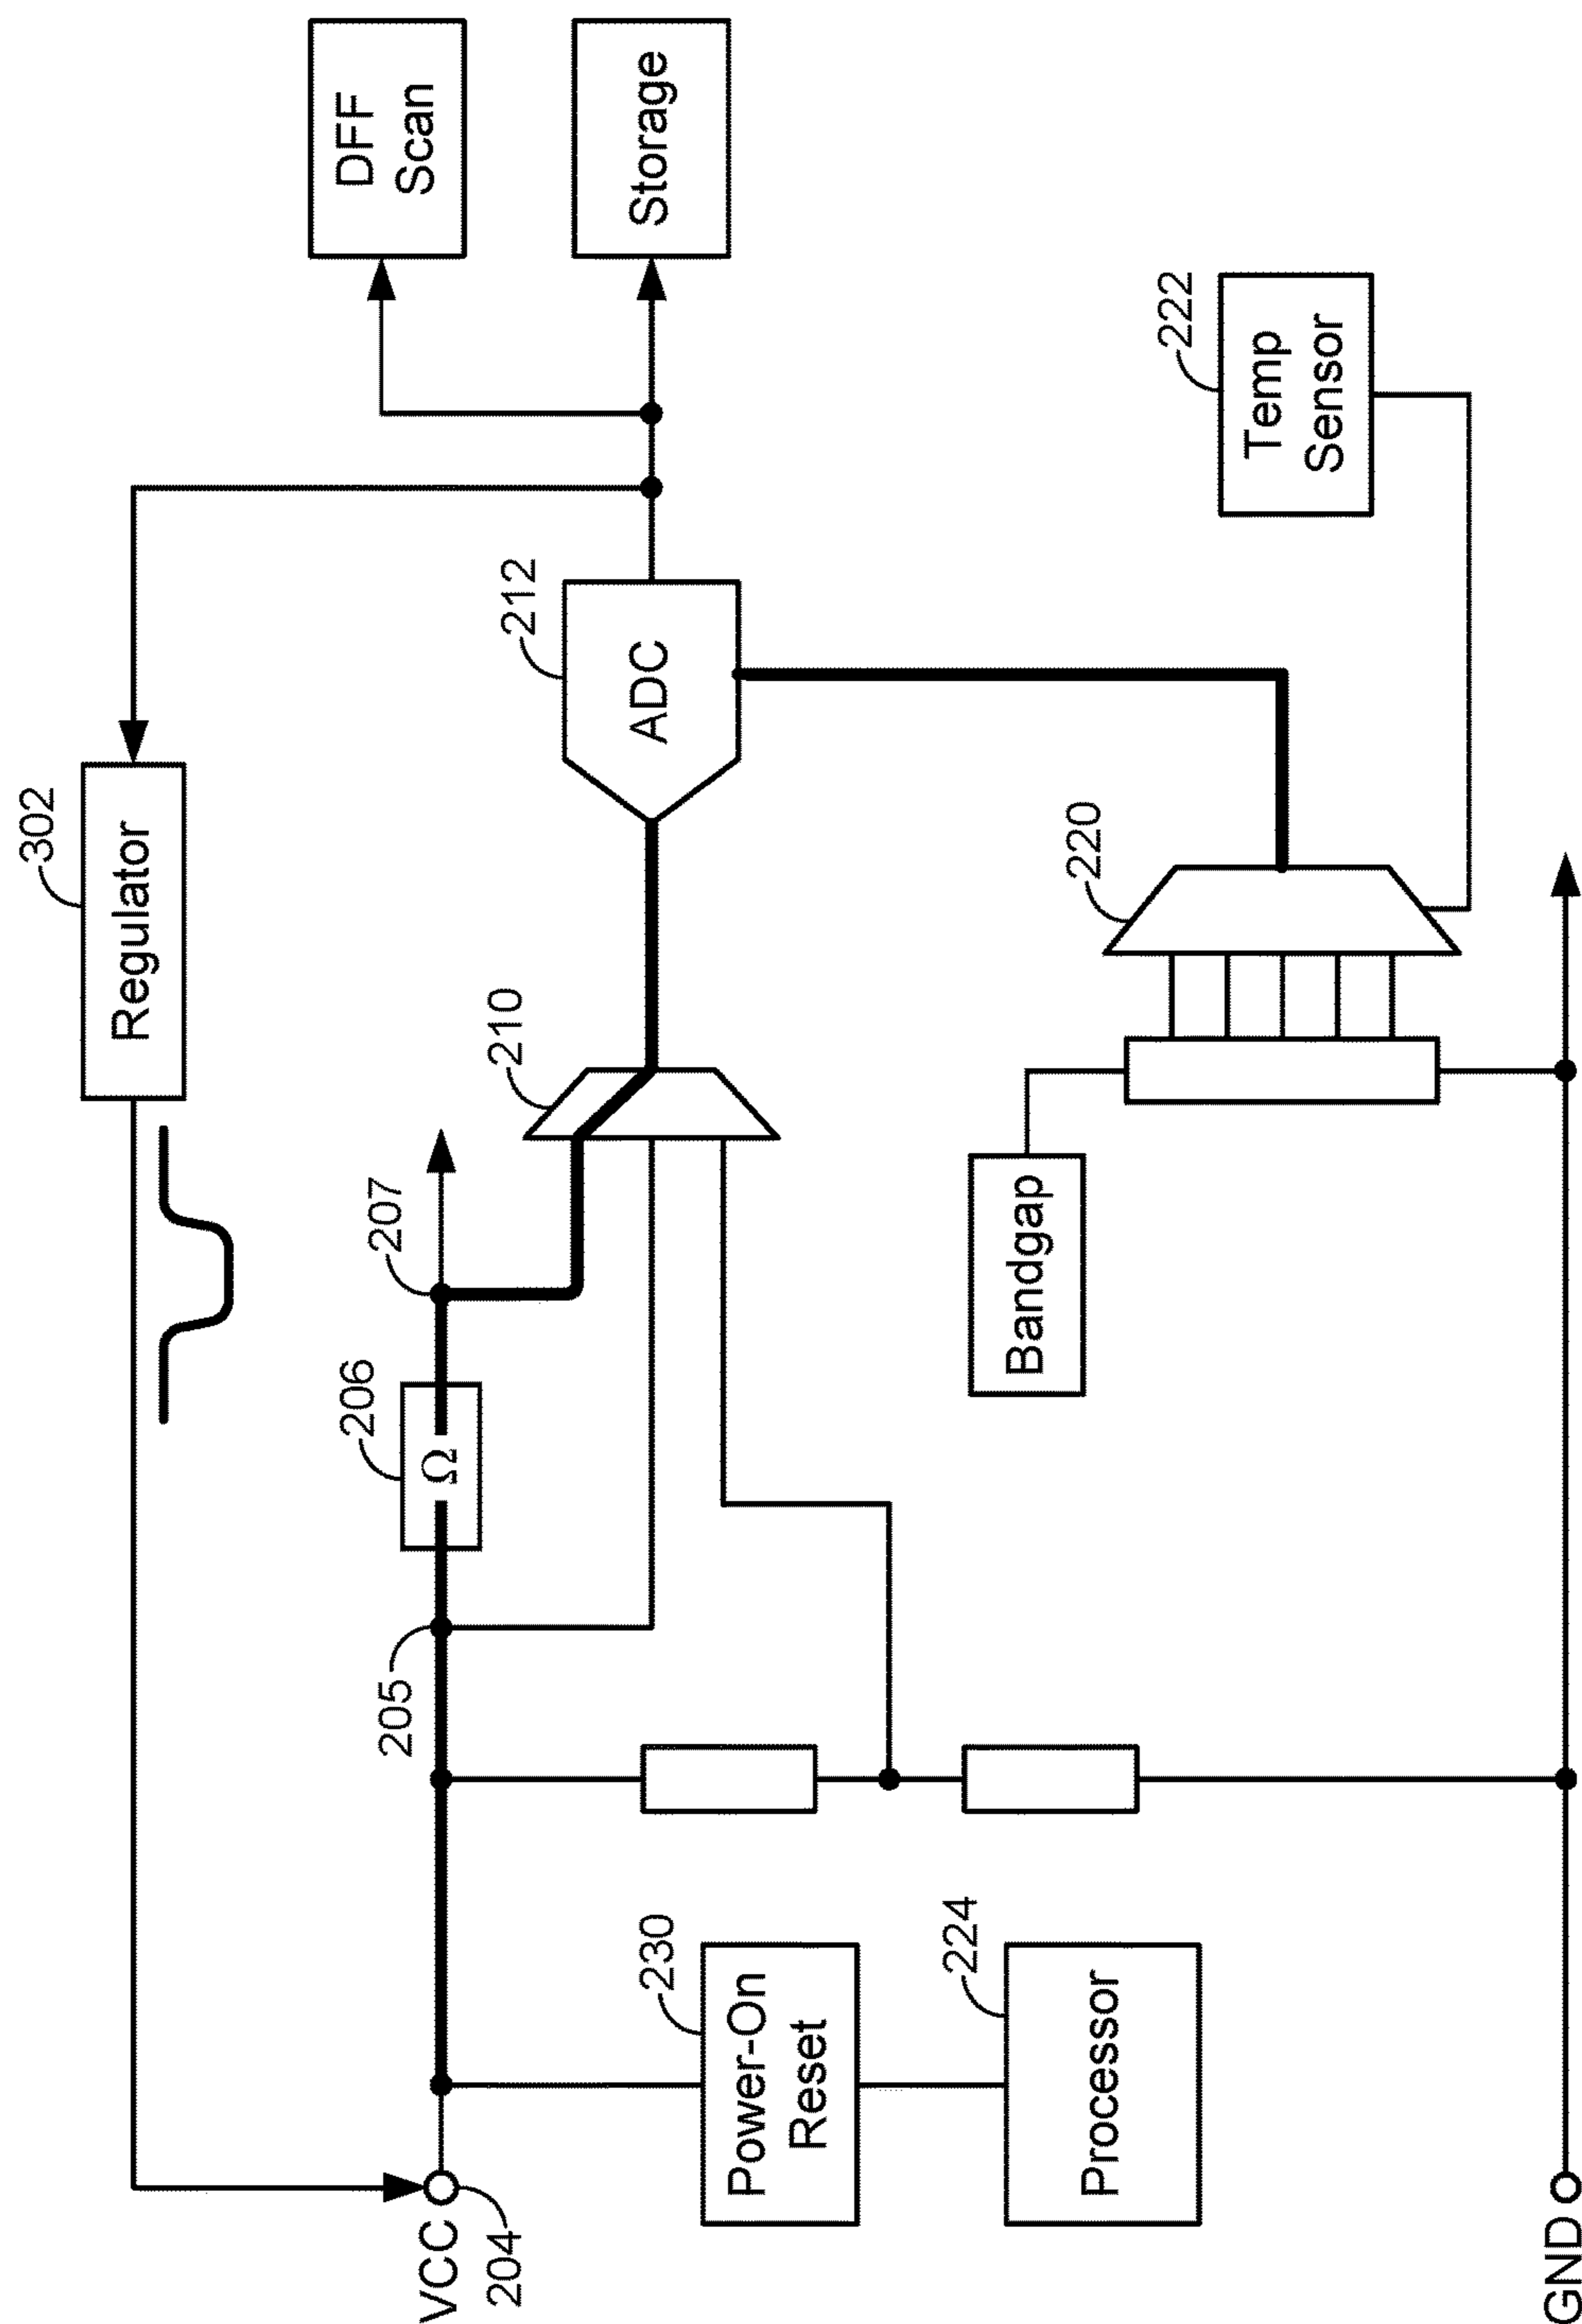 302
Regulator
DFF
Scan
VCC
204
205
206
Ω
207
210
212
ADC
Storage
230
Power-On
Reset
224
Processor
Bandgap
220
222
Temp
Sensor
GND